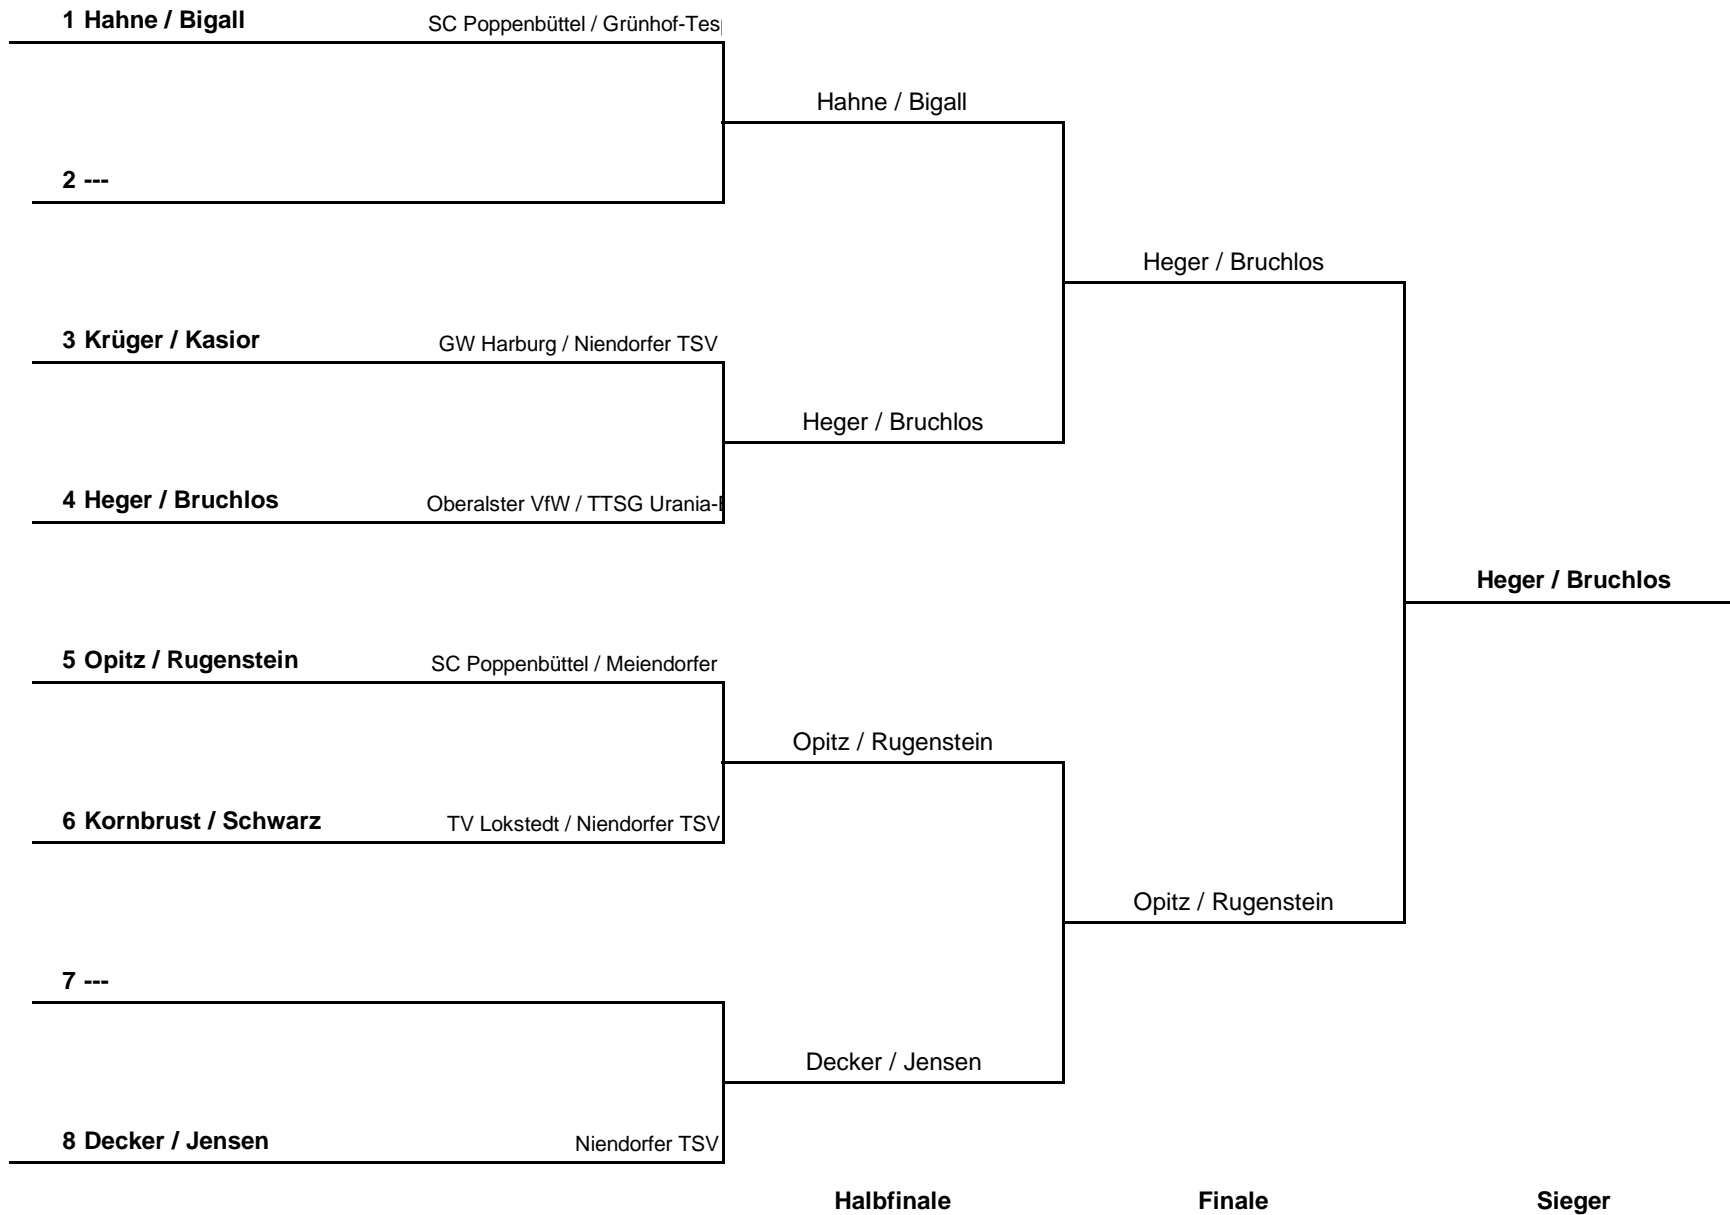 1 Hahne / Bigall SC Poppenbüttel / Grünhof-Tes
Hahne / Bigall
2 ---
Heger / Bruchlos
3 Krüger / Kasior GW Harburg / Niendorfer TSV
Heger / Bruchlos
4 Heger / Bruchlos Oberalster VfW / TTSG Urania-
Heger / Bruchlos
5 Opitz / Rugenstein SC Poppenbüttel / Meiendorfer
Opitz / Rugenstein
6 Kornbrust / Schwarz TV Lokstedt / Niendorfer TSV
Opitz / Rugenstein
7 ---
Decker / Jensen
8 Decker / Jensen Niendorfer TSV
Halbfinale Finale Sieger